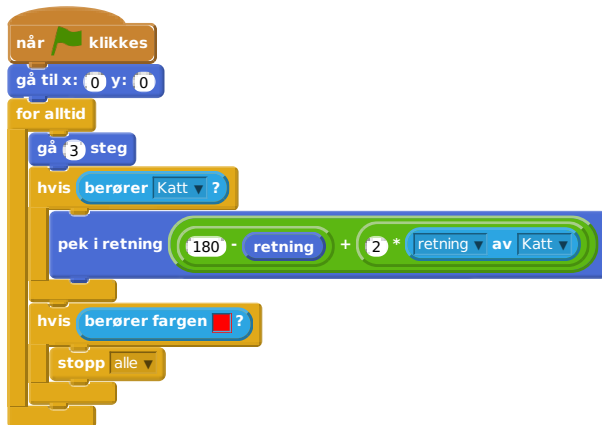 når klikkes
gå til x: 0 y: 0
for alltid
gå 3 steg
hvis berører Katt ?
pek i retning 180 - retning + 2 * retning av Katt
hvis berører fargen ?
stopp alle